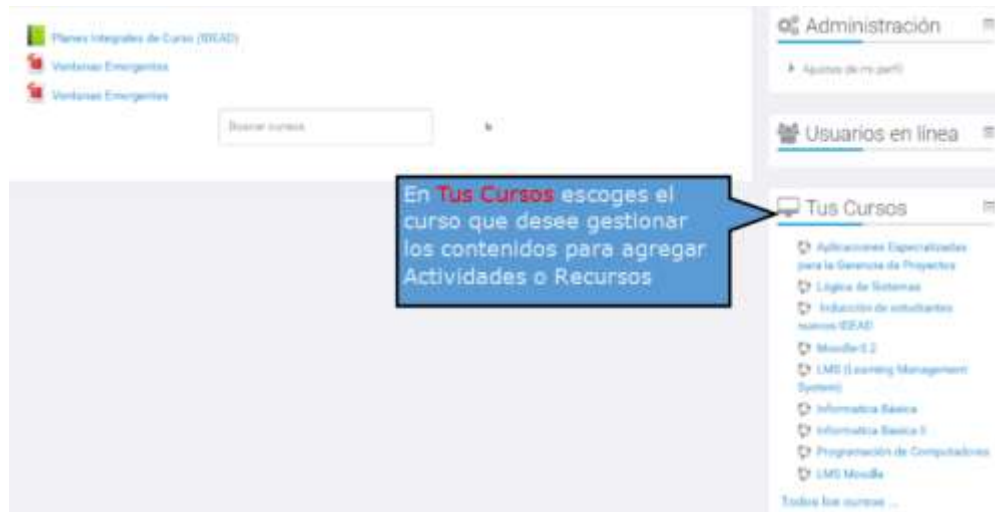 Planes Integrales de Curso (IDEAD)
Ventanas Emergentes
Ventanas Emergentes
Buscar cursos
En Tus Cursos escoges el
curso que desee gestionar
los contenidos para agregar
Actividades o Recursos
Administración
Ajustes de mi perfil
Usuarios en línea
Tus Cursos
Aplicaciones Especializadas
para la Gerencia de Proyectos
Lógica de Sistemas
Inducción de estudiantes
nuevos IDEAD
LMS (Learning Management
System)
Informatica Basica
Informatica Basica II
Programación de Computadores
LMS Moodle
Todos los cursos ...